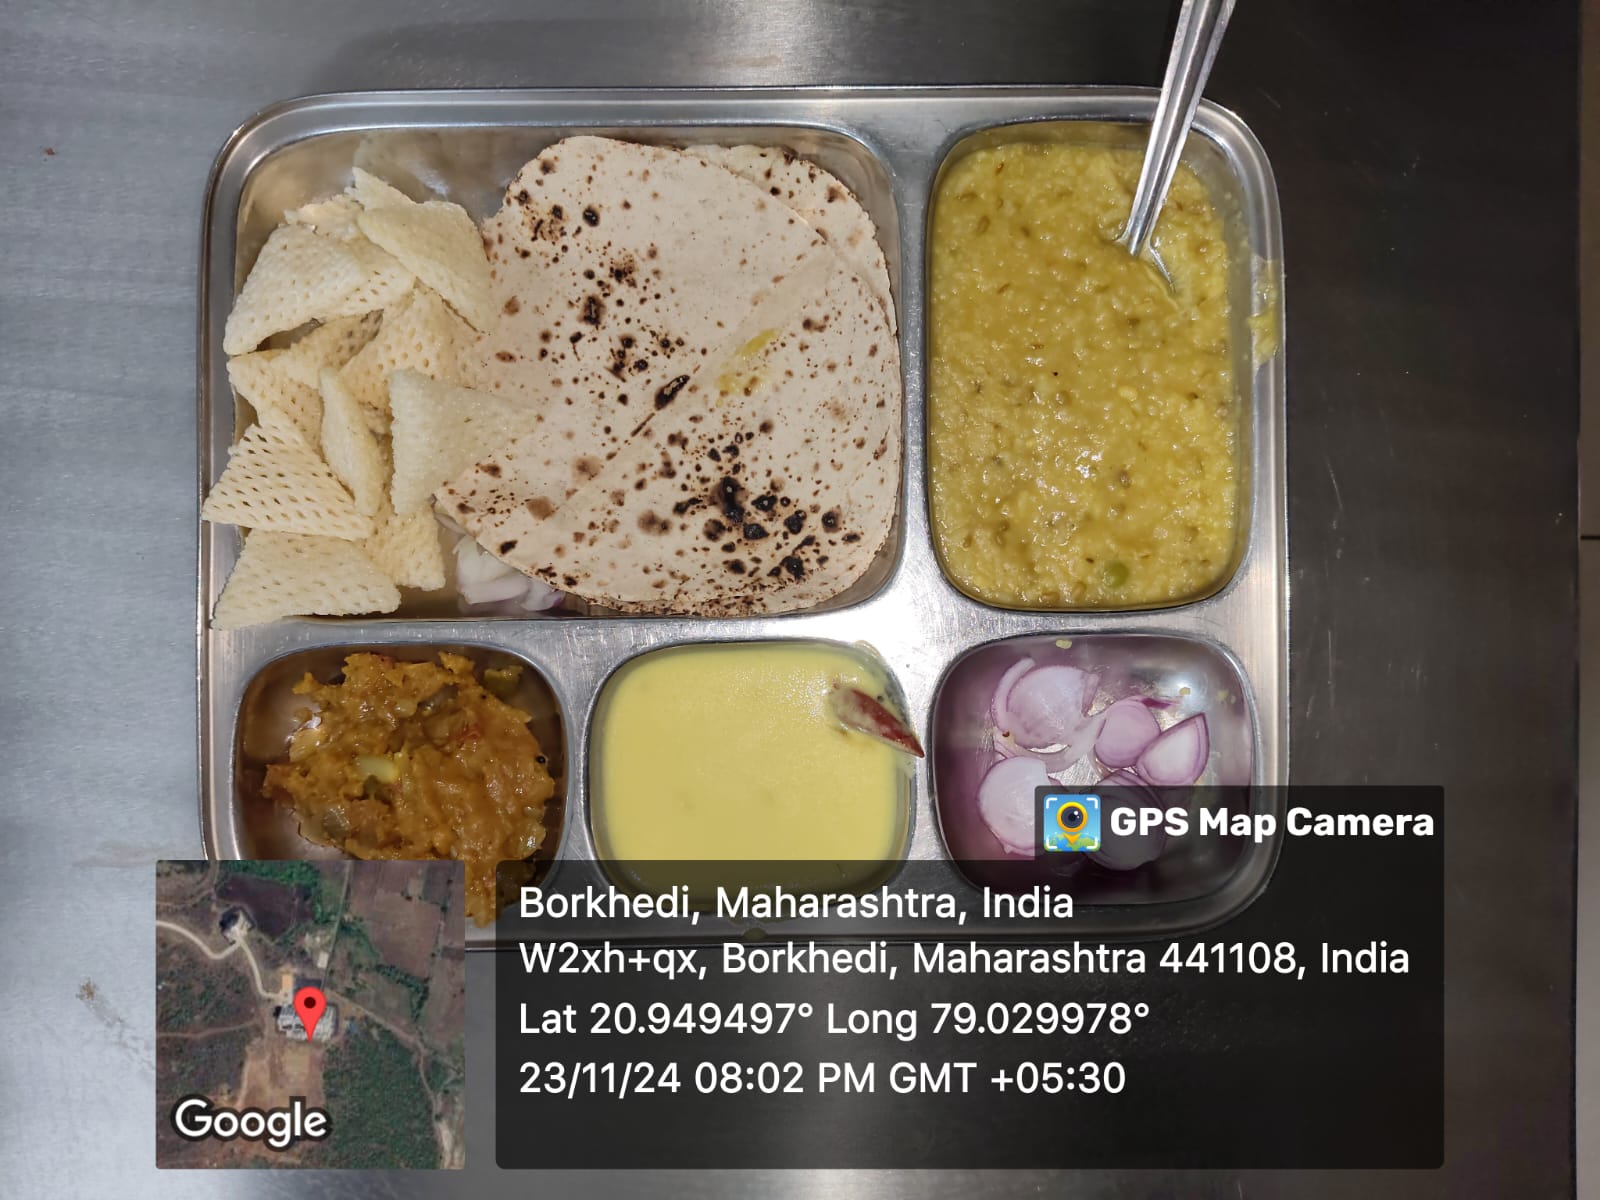 GPS Map Camera
Borkhedi, Maharashtra, India
W2xh+qx, Borkhedi, Maharashtra 441108, India
Lat 20.949497° Long 79.029978°
23/11/24 08:02 PM GMT +05:30
Google